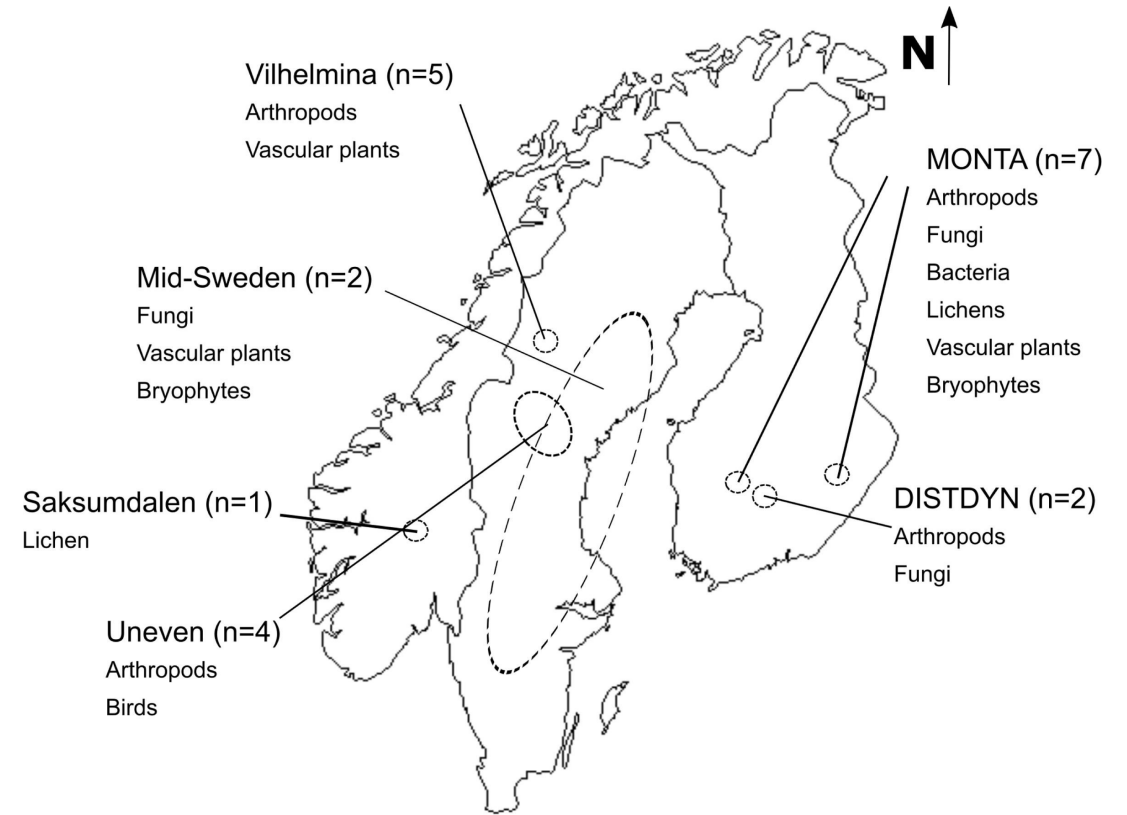 N
Vilhelmina (n=5)
Arthropods
Vascular plants
MONTA (n=7)
Arthropods
Fungi
Bacteria
Lichens
Vascular plants
Bryophytes
Mid-Sweden (n=2)
Fungi
Vascular plants
Bryophytes
Saksumdalen (n=1)
Lichen
DISTDYN (n=2)
Arthropods
Fungi
Uneven (n=4)
Arthropods
Birds